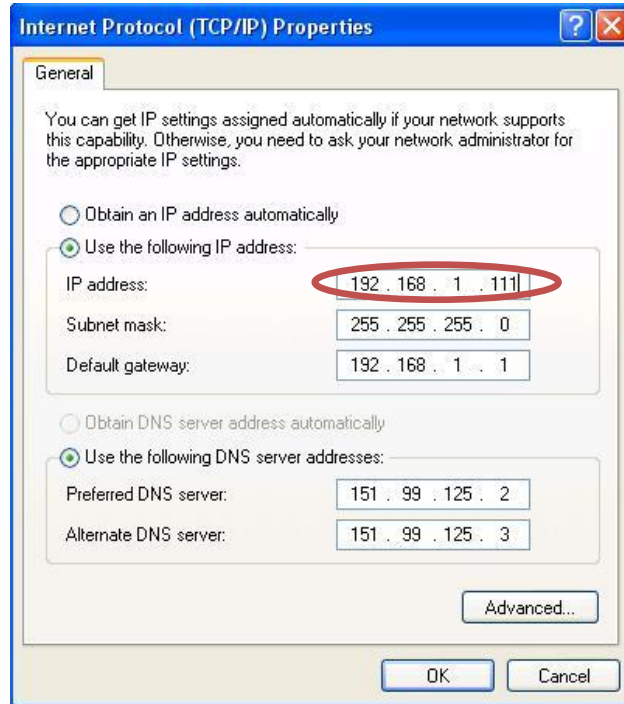 Internet Protocol (TCP/IP) Properties
General
You can get IP settings assigned automatically if your network supports
this capability. Otherwise, you need to ask your network administrator for
the appropriate IP settings.
Obtain an IP address automatically
Use the following IP address:
IP address: 192 . 168 . 1 . 111
Subnet mask: 255 . 255 . 255 . 0
Default gateway: 192 . 168 . 1 . 1
Obtain DNS server address automatically
Use the following DNS server addresses:
Preferred DNS server: 151 . 99 . 125 . 2
Alternate DNS server: 151 . 99 . 125 . 3
Advanced...
OK Cancel